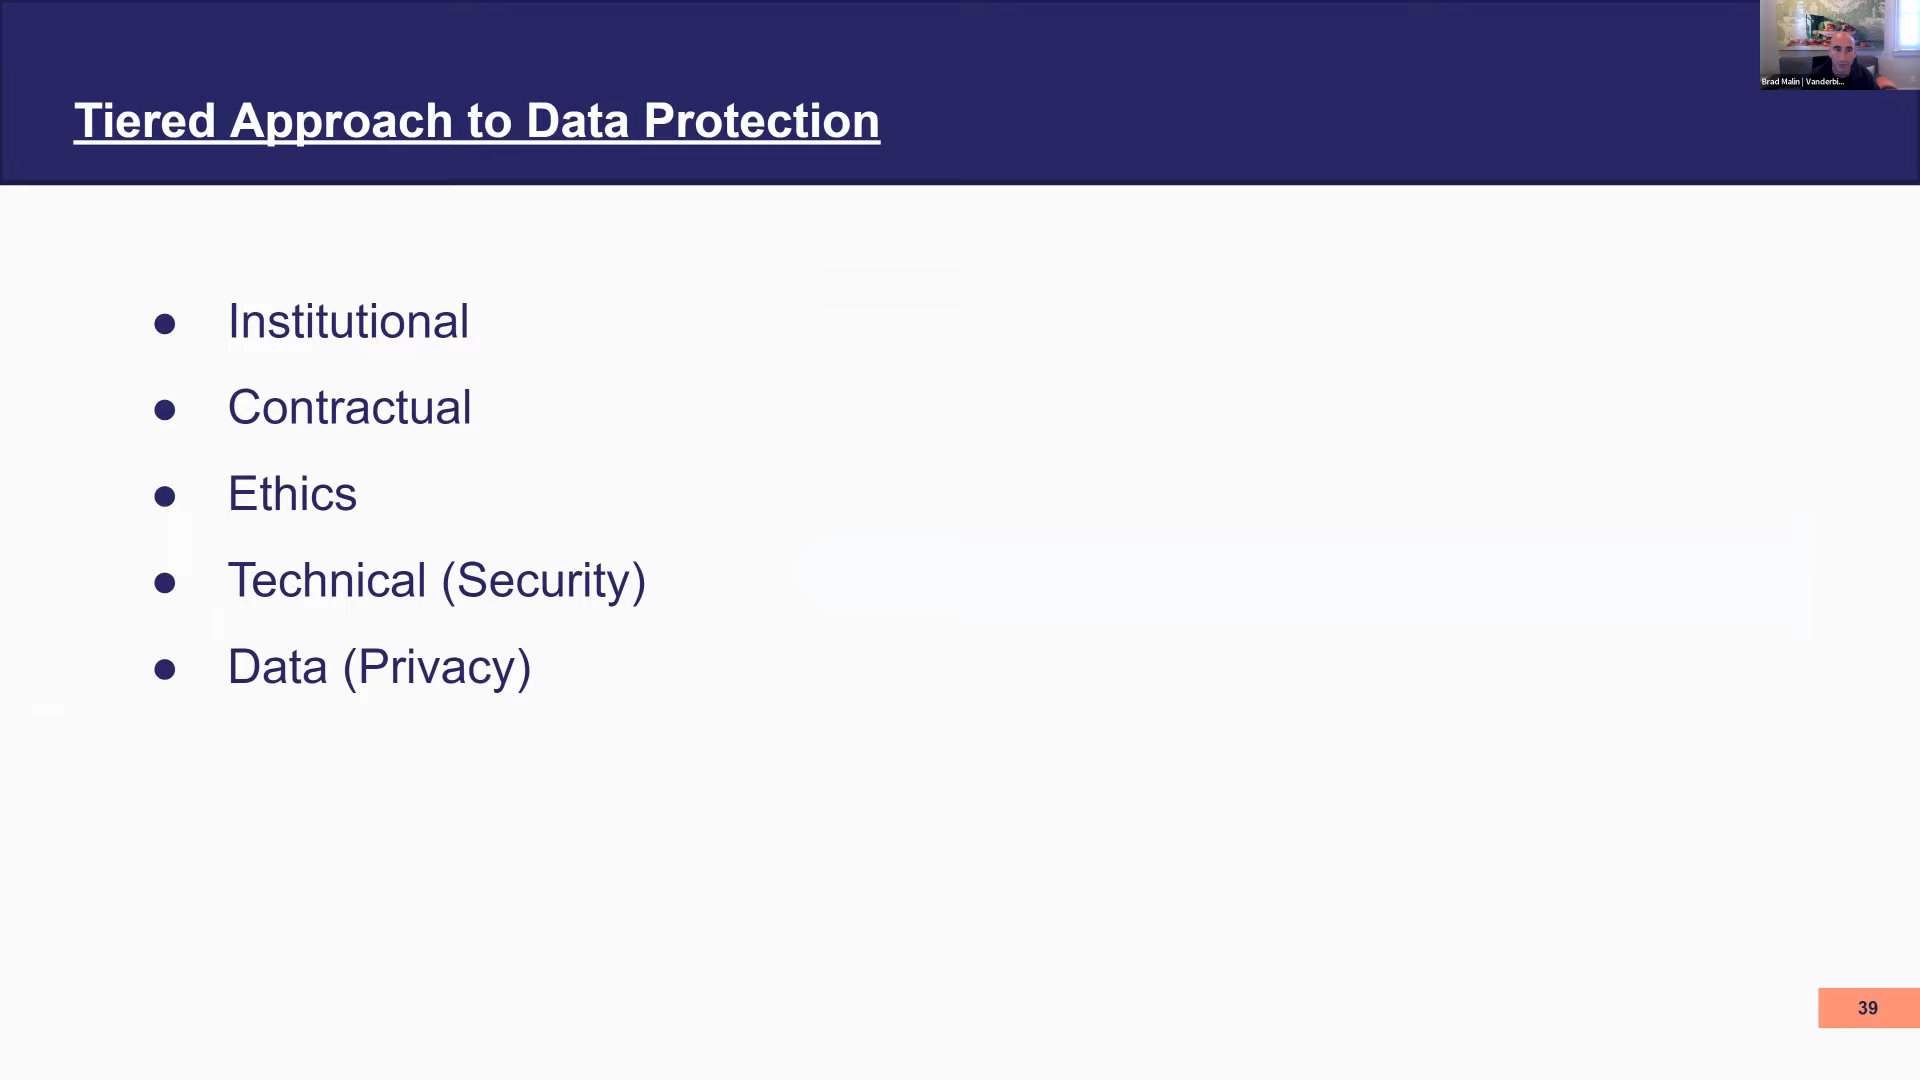 Tiered Approach to Data Protection
Brad Malin | Vanderbi...
● Institutional
● Contractual
● Ethics
● Technical (Security)
● Data (Privacy)
39